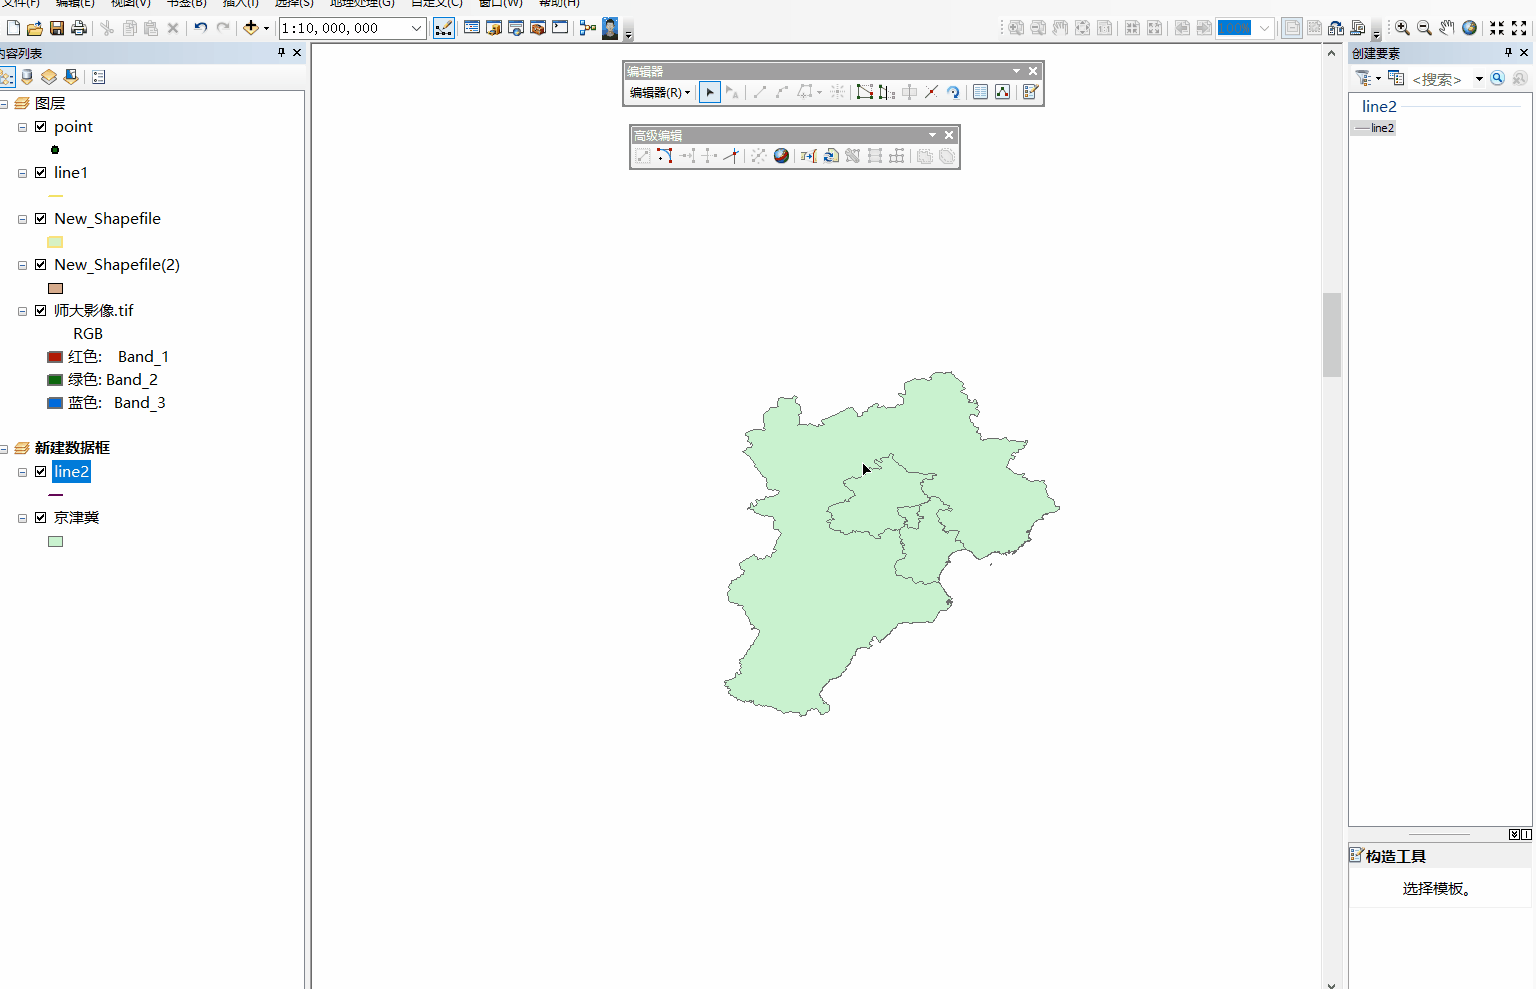 文件(F) 编辑(E) 视图(V) 书签(B) 插入(I) 选择(S) 地理处理(G) 自定义(C) 窗口(W) 帮助(H)
1:10,000,000
内容列表
图层
point
line1
New_Shapefile
New_Shapefile(2)
师大影像.tif
RGB
红色: Band_1
绿色: Band_2
蓝色: Band_3
新建数据框
line2
京津冀
编辑器
编辑器(R)
高级编辑
创建要素
<搜索>
line2
line2
构造工具
选择模板。